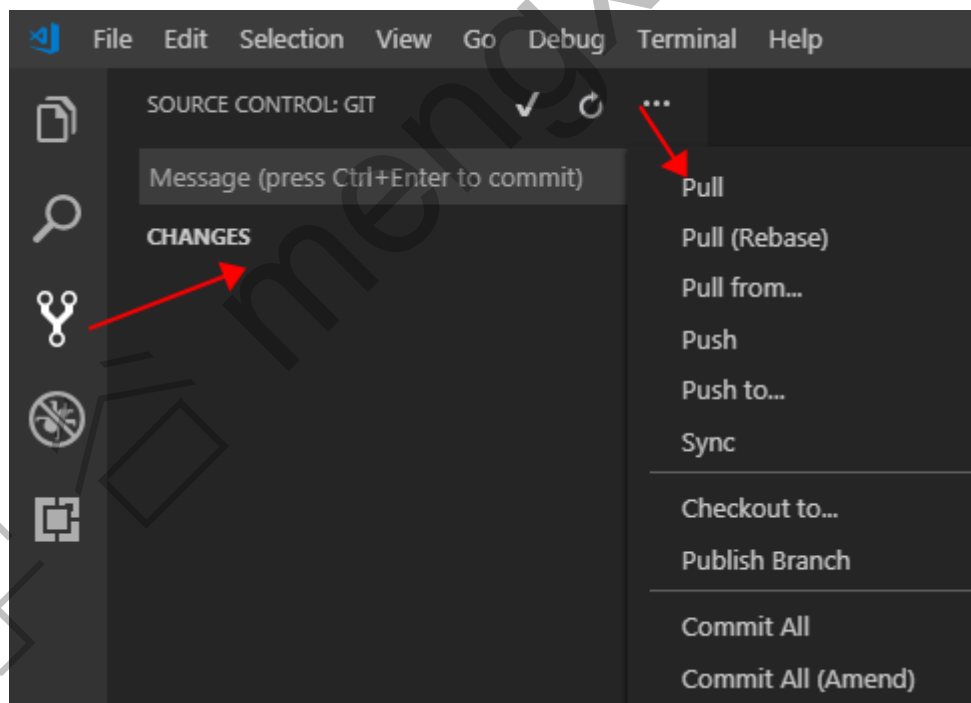 File Edit Selection View Go Debug Terminal Help
SOURCE CONTROL: GIT
Message (press Ctrl+Enter to commit)
CHANGES
Pull
Pull (Rebase)
Pull from...
Push
Push to...
Sync
Checkout to...
Publish Branch
Commit All
Commit All (Amend)